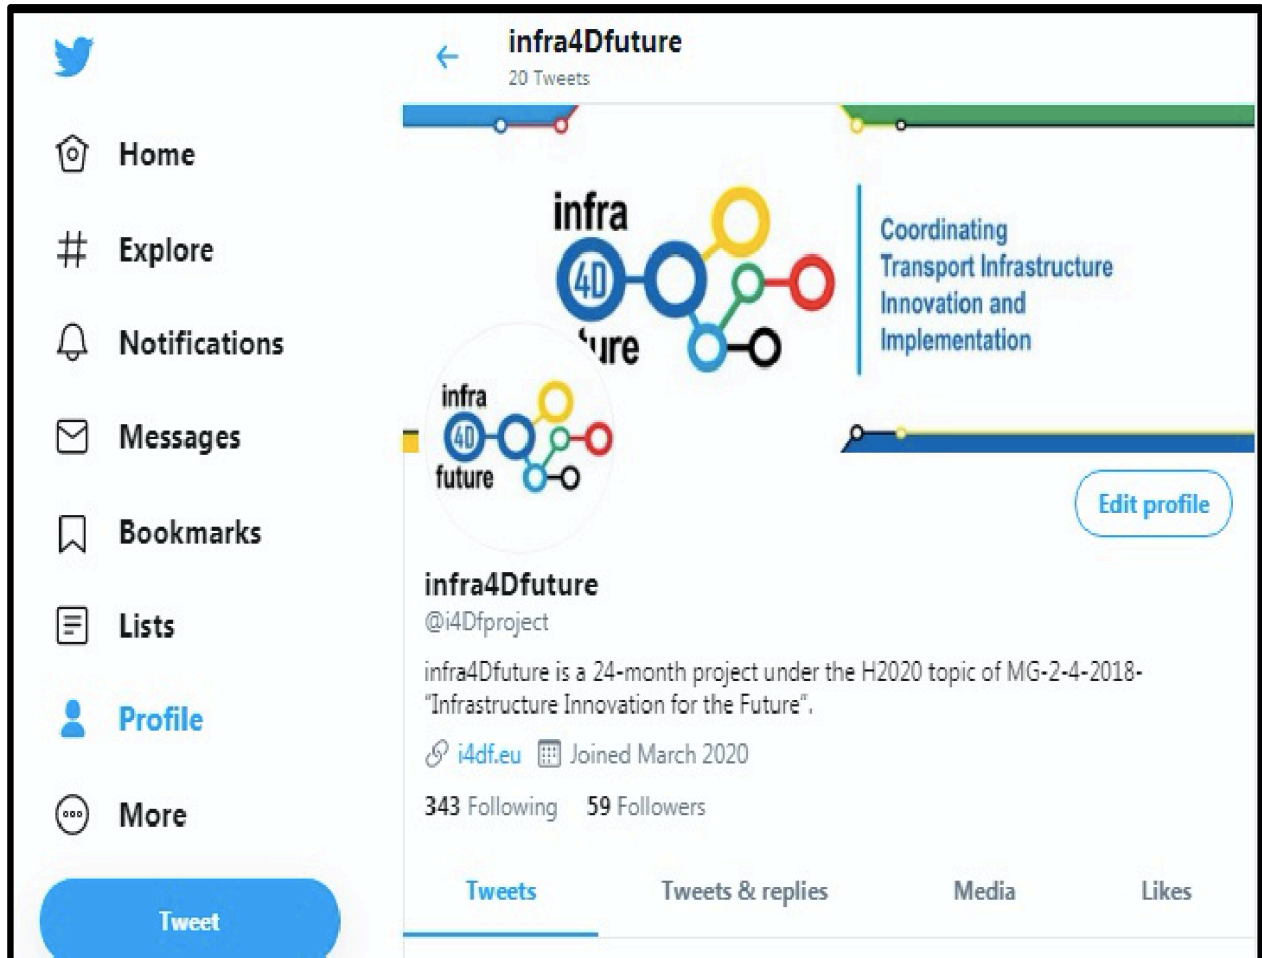 infra4Dfuture
20 Tweets
Home
Explore
Notifications
Messages
Bookmarks
Lists
Profile
More
Tweet
infra
4D
ure
Coordinating
Transport Infrastructure
Innovation and
Implementation
infra
4D
future
Edit profile
infra4Dfuture
@i4Dfproject
infra4Dfuture is a 24-month project under the H2020 topic of MG-2-4-2018-
"Infrastructure Innovation for the Future".
i4df.eu Joined March 2020
343 Following 59 Followers
Tweets Tweets & replies Media Likes